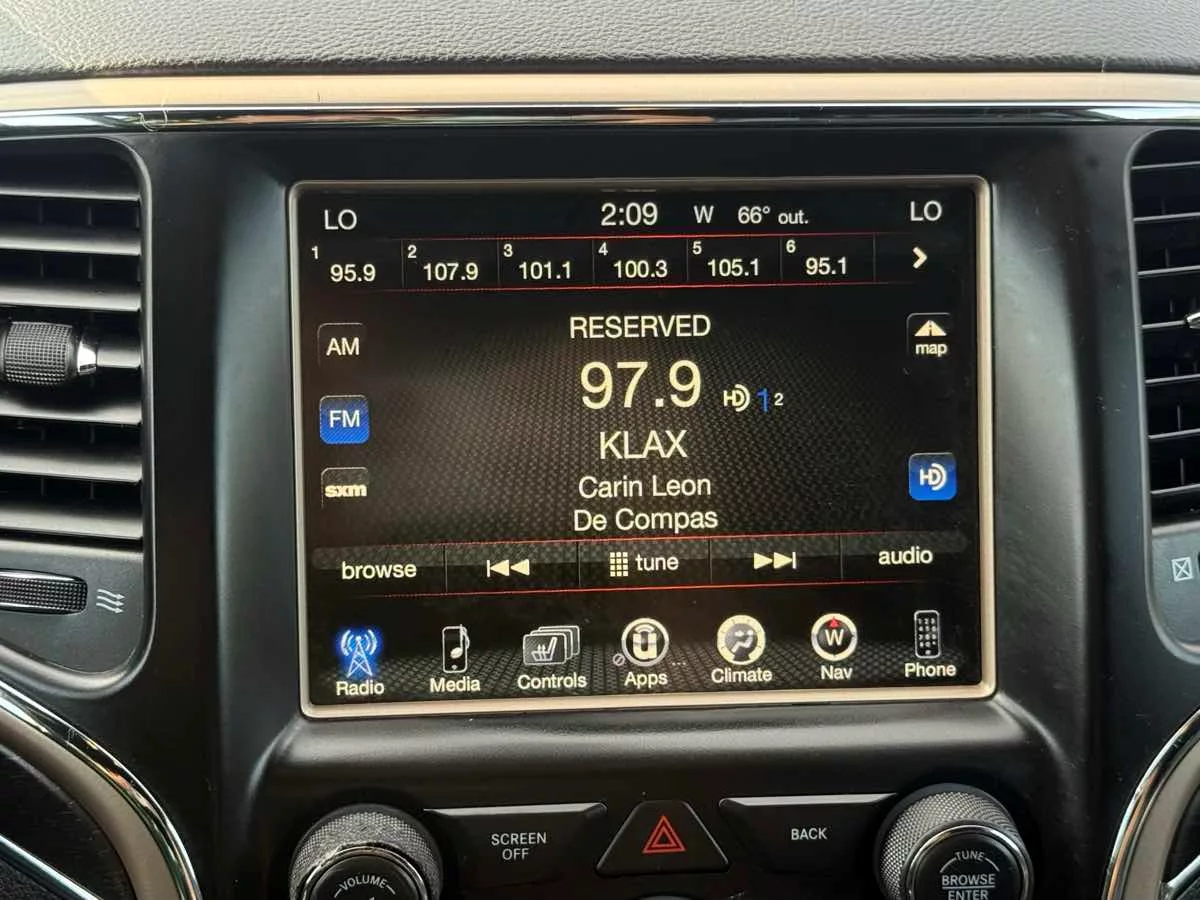 LO 2:09 W 66° out. LO
1 95.9 2 107.9 3 101.1 4 100.3 5 105.1 6 95.1
RESERVED
AM
map
97.9 HD 1 2
FM
KLAX
HD
sxm
Carin Leon
De Compas
browse tune audio
W
Radio Media Controls Apps Climate Nav Phone
SCREEN
OFF
BACK
VOLUME
TUNE
BROWSE
ENTER